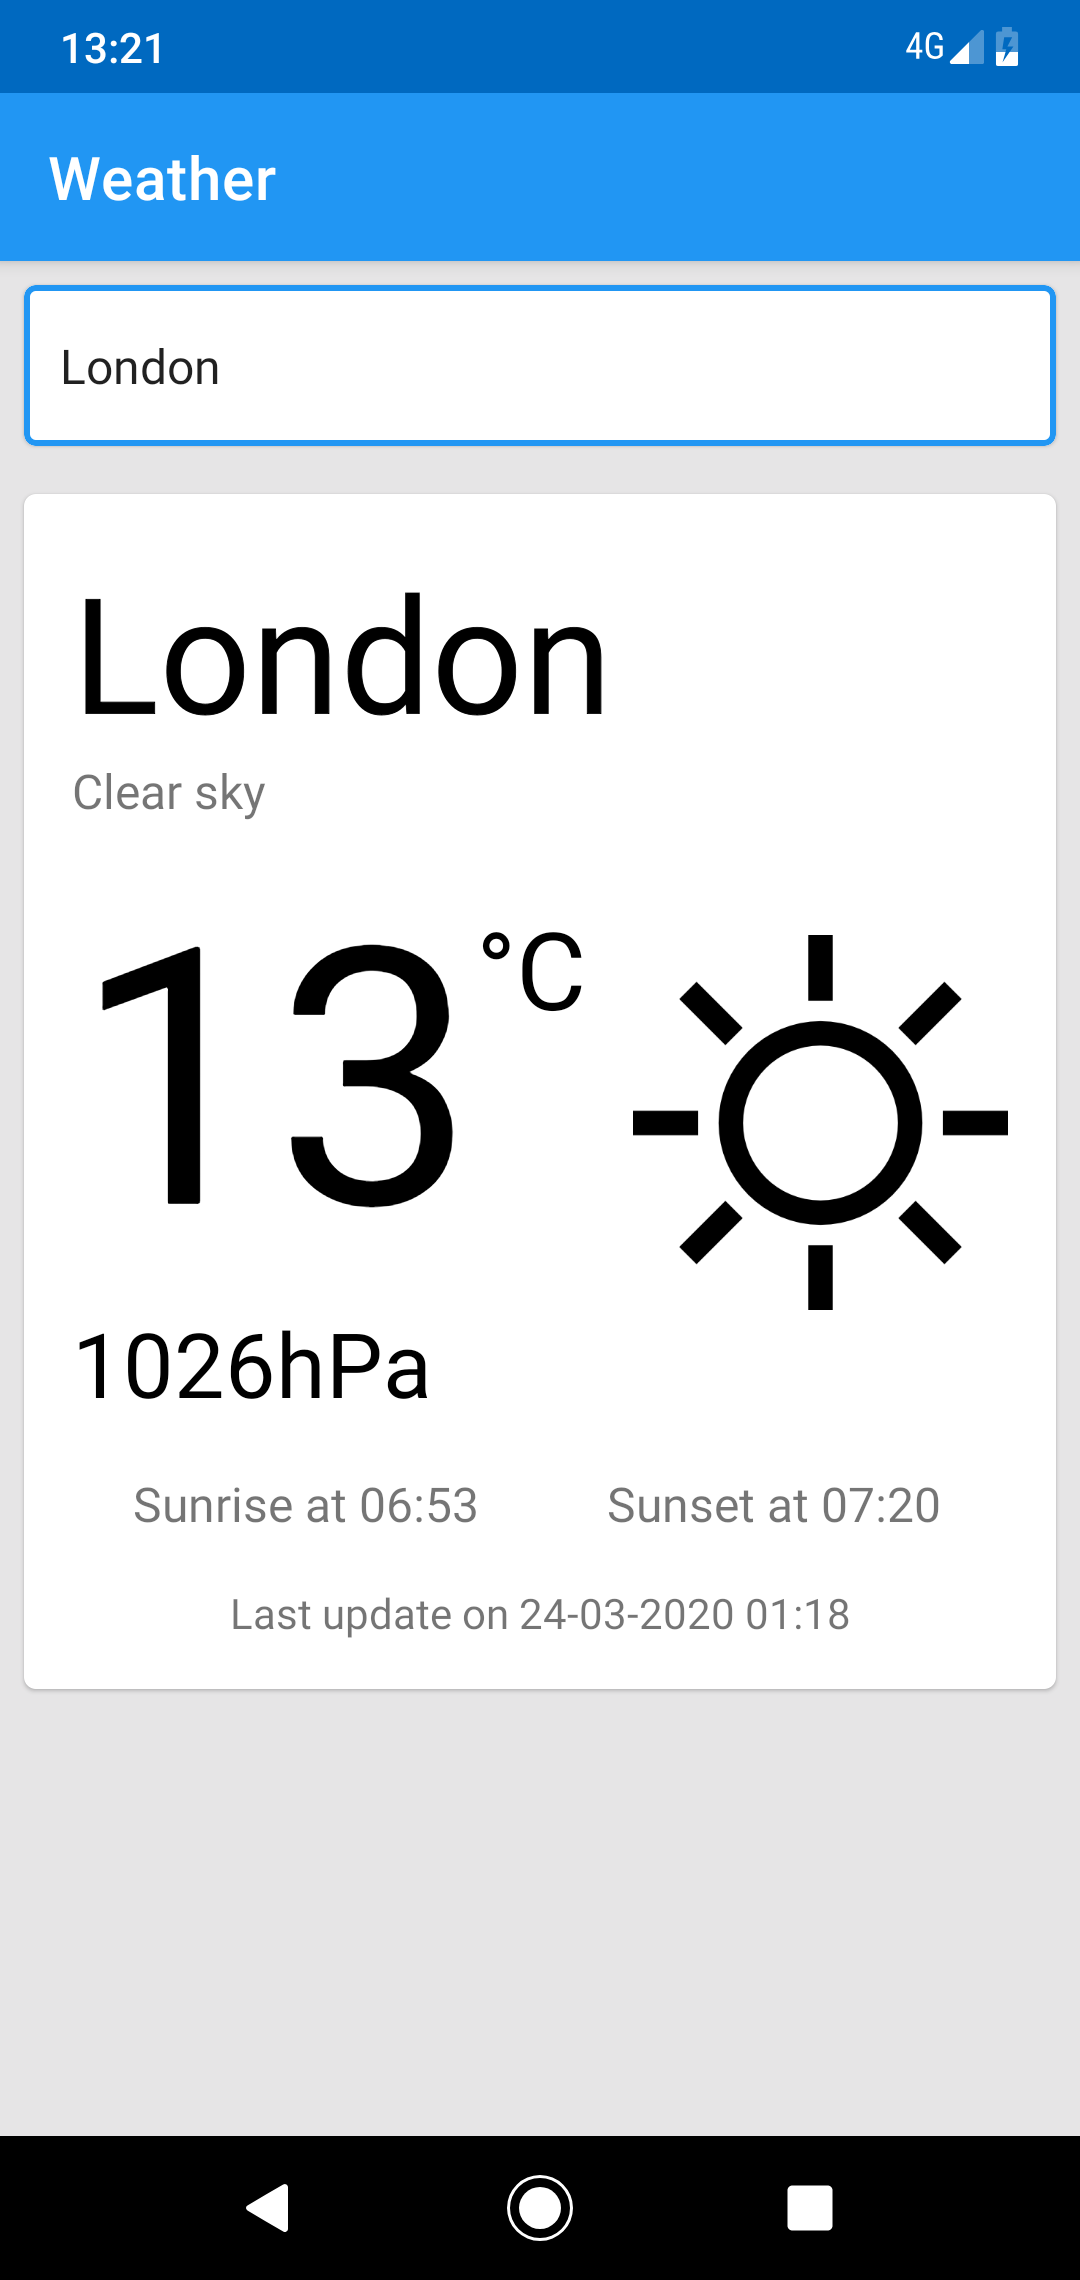 13:21 4G
Weather
London
London
Clear sky
13 °C
1026hPa
Sunrise at 06:53 Sunset at 07:20
Last update on 24-03-2020 01:18